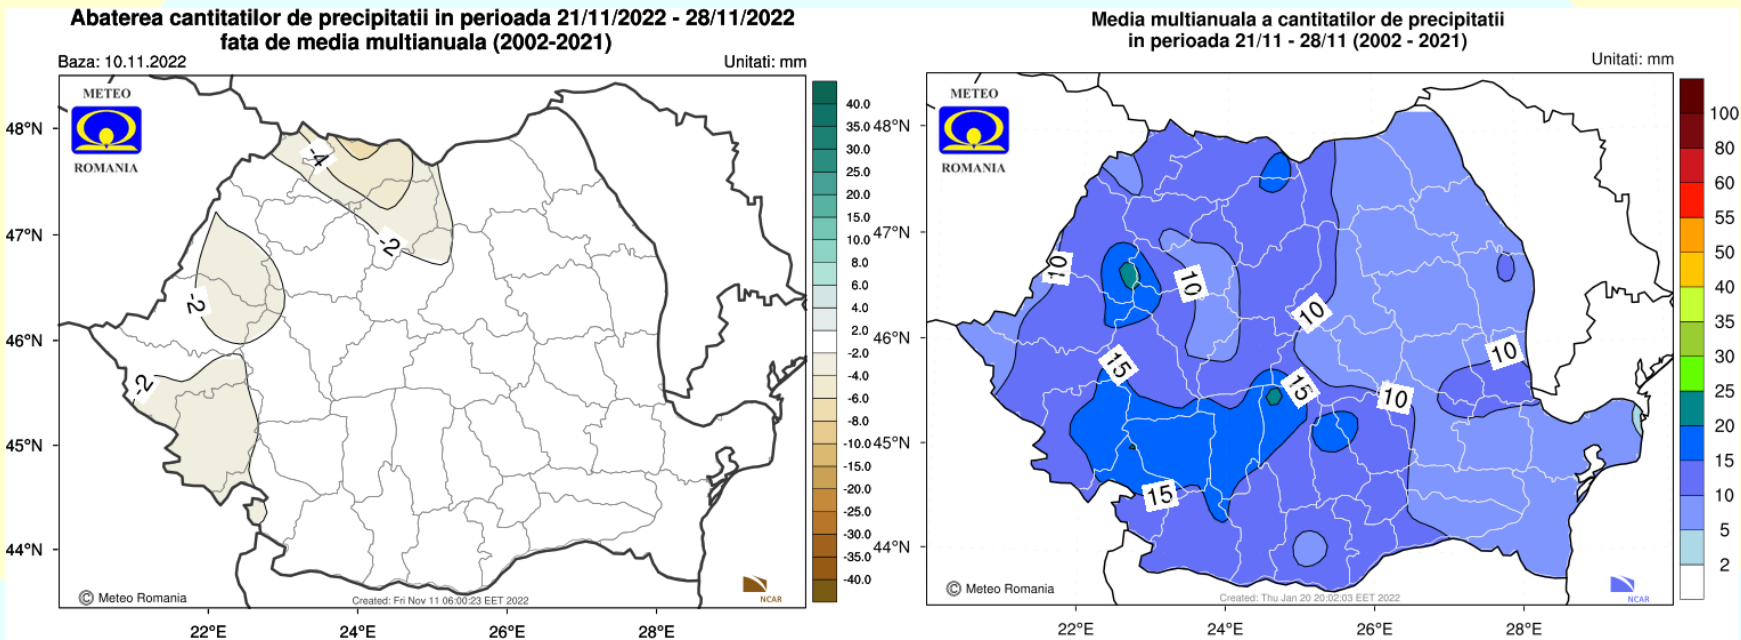 Abaterea cantitatilor de precipitatii in perioada 21/11/2022 - 28/11/2022
fata de media multianuala (2002-2021)
Baza: 10.11.2022
Unitati: mm
METEO
ROMANIA
48°N
47°N
46°N
45°N
44°N
22°E
24°E
26°E
28°E
-4
-2
-2
-2
© Meteo Romania
Created: Fri Nov 11 06:00:23 EET 2022
NCAR
40.0
35.0
30.0
25.0
20.0
15.0
10.0
8.0
6.0
4.0
2.0
-2.0
-4.0
-6.0
-8.0
-10.0
-15.0
-20.0
-25.0
-30.0
-35.0
-40.0
Media multianuala a cantitatilor de precipitatii
in perioada 21/11 - 28/11 (2002 - 2021)
Unitati: mm
METEO
ROMANIA
48°N
47°N
46°N
45°N
44°N
22°E
24°E
26°E
28°E
10
10
10
10
15
15
10
15
© Meteo Romania
Created: Thu Jan 20 20:02:03 EET 2022
NCAR
100
80
60
55
50
40
35
30
25
20
15
10
5
2